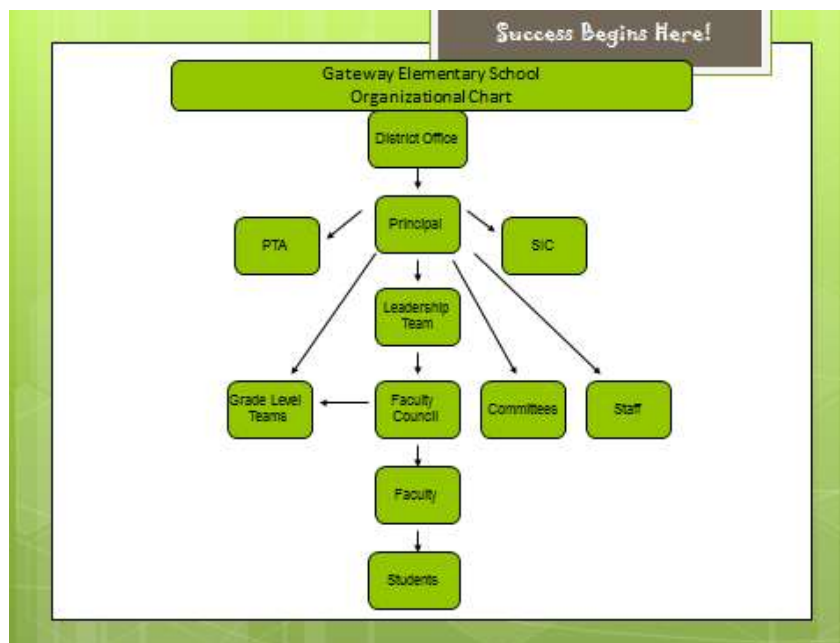 Success Begins Here!
Gateway Elementary School
Organizational Chart
District Office
Principal
PTA
SIC
Leadership
Team
Grade Level
Teams
Faculty
Council
Committees
Staff
Faculty
Students